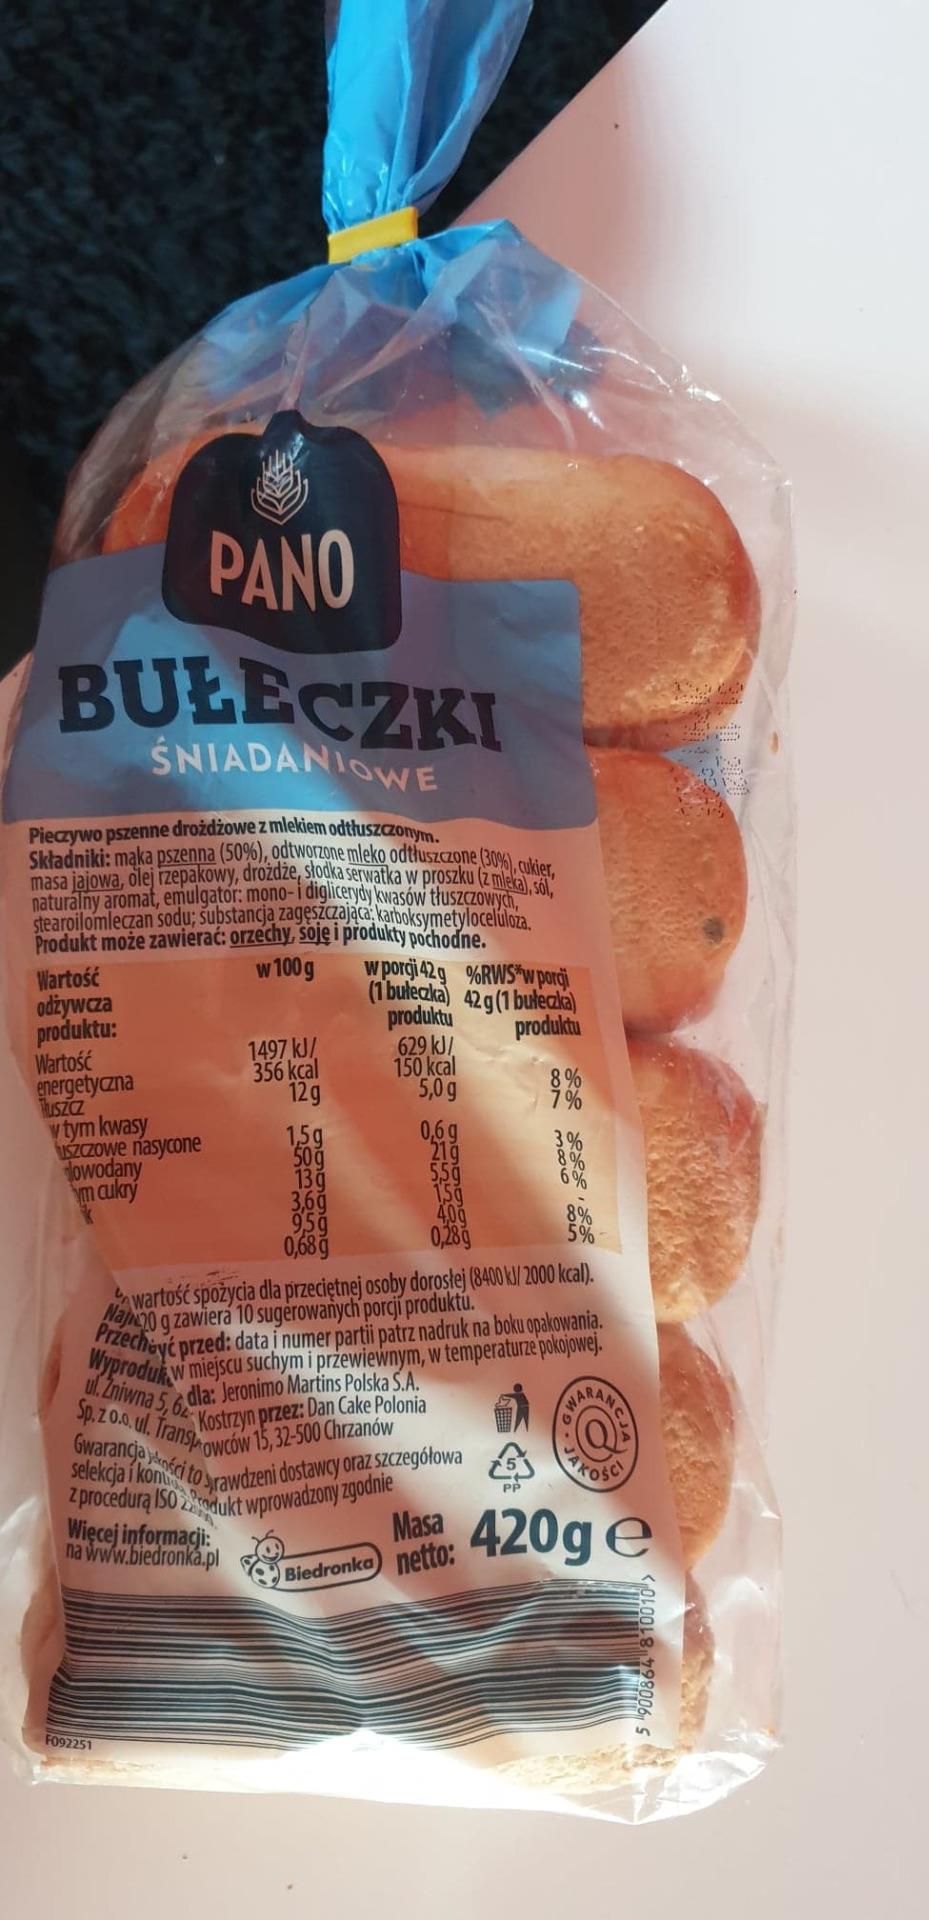 PANO
BUŁECZKI
ŚNIADANIOWE
Pieczywo pszenne drożdżowe z mlekiem odtłuszczonym.
Składniki: mąka pszenna (50%), odtworzone mleko odtłuszczone (30%), cukier,
masa jajowa, olej rzepakowy, drożdże, słodka serwatka w proszku (z mleka), sól,
naturalny aromat, emulgator: mono- i diglicerydy kwasów tłuszczowych,
stearoilomleczan sodu; substancja zagęszczająca: karboksymetyloceluloza.
Produkt może zawierać: orzechy, soję i produkty pochodne.
Wartość odżywcza produktu: w 100 g w porcji 42 g (1 bułeczka) produktu %RWS* w porcji 42 g (1 bułeczka) produktu
Wartość energetyczna 1497 kJ/ 356 kcal 629 kJ/ 150 kcal 8%
tłuszcz 12 g 5,0 g 7%
w tym kwasy
tłuszczowe nasycone 1,5 g 0,6 g 3%
50 g 21 g 8%
cukry 13 g 5,5 g 6%
3,6 g 1,5 g -
9,5 g 4,0 g 8%
0,68 g 0,28 g 5%
wartość spożycia dla przeciętnej osoby dorosłej (8400 kJ/ 2000 kcal).
20 g zawiera 10 sugerowanych porcji produktu.
przed: data i numer partii patrz nadruk na boku opakowania.
w miejscu suchym i przewiewnym, w temperaturze pokojowej.
dla: Jeronimo Martins Polska S.A.
ul. Żniwna 5, 62- Kostrzyn przez: Dan Cake Polonia
Sp. z o.o. ul. 15, 32-500 Chrzanów
Gwarancja jakości to sprawdzeni dostawcy oraz szczegółowa
selekcja i produkt wprowadzony zgodnie
z procedurą ISO
Więcej informacji:
na www.biedronka.pl
Biedronka
Masa netto: 420g e
5
PP
GWARANCJA JAKOŚCI
Q
5 900864 810010 >
F092251